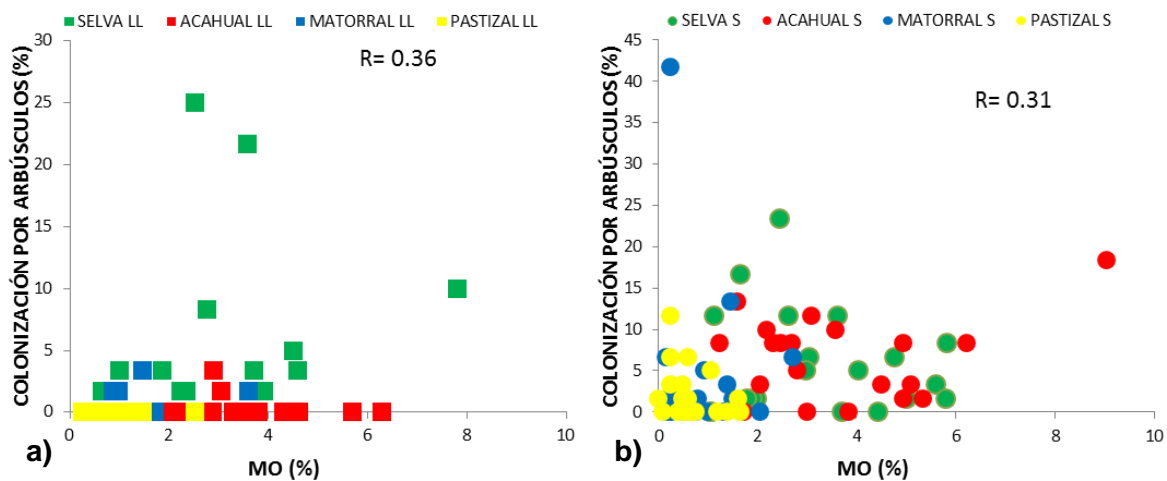 SELVA LL ACAHUAL LL MATORRAL LL PASTIZAL LL
COLONIZACIÓN POR ARBÚSCULOS (%)
30
25
20
15
10
5
0
R= 0.36
0 2 4 6 8 10
MO (%)
a)
SELVA S ACAHUAL S MATORRAL S PASTIZAL S
COLONIZACIÓN POR ARBÚSCULOS (%)
45
40
35
30
25
20
15
10
5
0
R= 0.31
0 2 4 6 8 10
MO (%)
b)